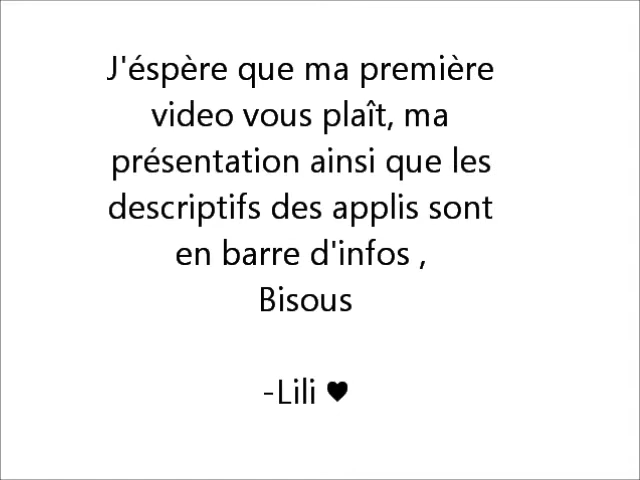 J'éspère que ma première
video vous plaît, ma
présentation ainsi que les
descriptifs des applis sont
en barre d'infos ,
Bisous
-Lili ♥